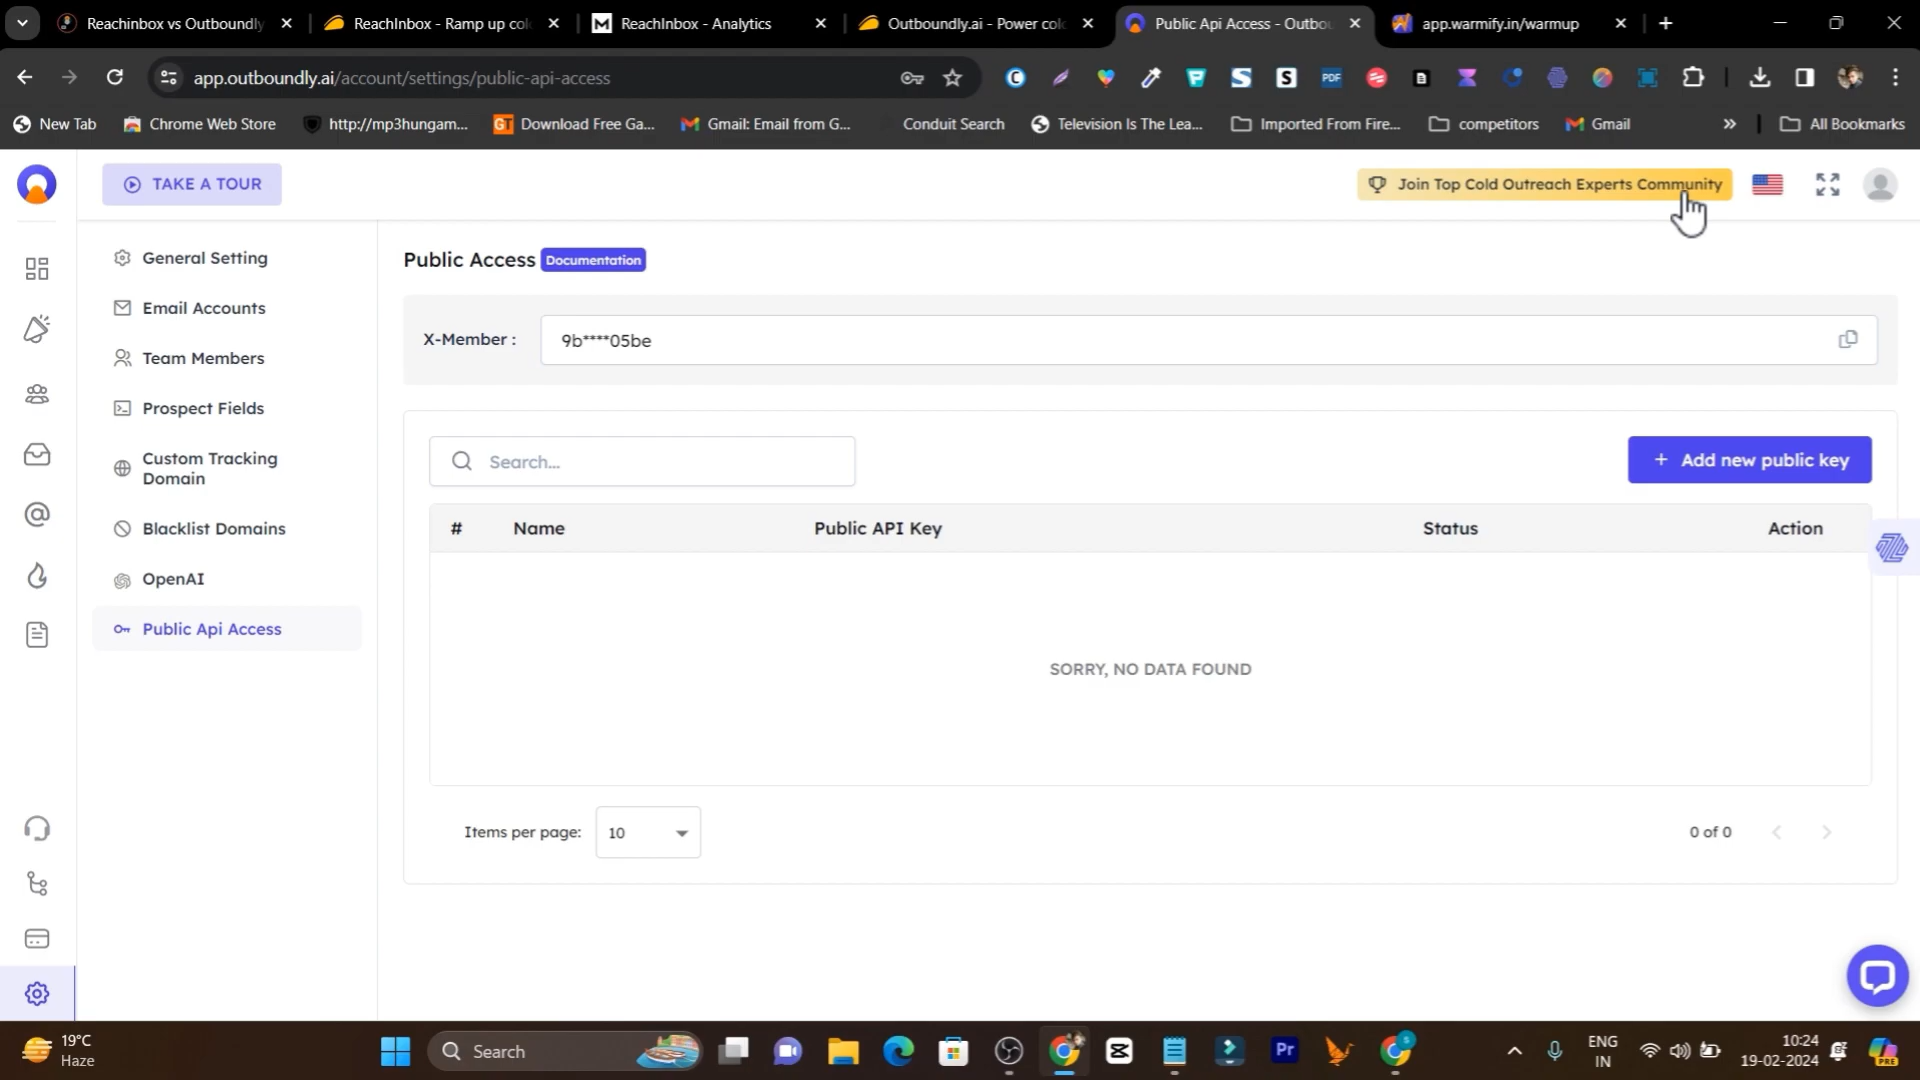 Reachinbox vs Outboundly
ReachInbox - Ramp up col
ReachInbox - Analytics
Outboundly.ai - Power col
Public Api Access - Outbou
app.warmify.in/warmup
app.outboundly.ai/account/settings/public-api-access
New Tab
Chrome Web Store
http://mp3hungam...
Download Free Ga...
Gmail: Email from G...
Conduit Search
Television Is The Lea...
Imported From Fire...
competitors
Gmail
All Bookmarks
TAKE A TOUR
Join Top Cold Outreach Experts Community
General Setting
Email Accounts
Team Members
Prospect Fields
Custom Tracking
Domain
Blacklist Domains
OpenAI
Public Api Access
Public Access Documentation
X-Member :
9b****05be
Search...
+ Add new public key
# Name Public API Key Status Action
SORRY, NO DATA FOUND
Items per page: 10
0 of 0
19°C
Haze
Search
ENG
IN
10:24
19-02-2024